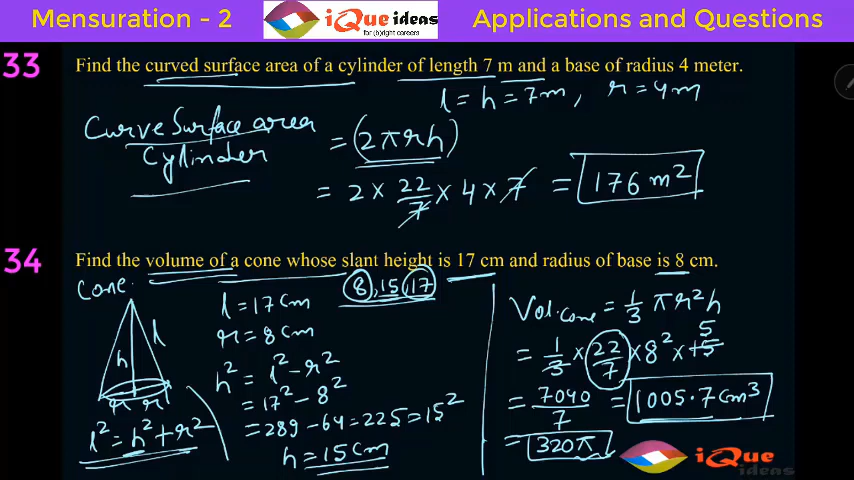 Mensuration - 2
iQue ideas
for (b)right careers
Applications and Questions
33
Find the curved surface area of a cylinder of length 7 m and a base of radius 4 meter.
l = h = 7m, r = 4m
Curve Surface area
Cylinder
= (2πrh)
= 2 × 22/7 × 4 × 7 = 176 m²
34
Find the volume of a cone whose slant height is 17 cm and radius of base is 8 cm.
Cone
h
l
r
l² = h² + r²
8, 15, 17
l = 17cm
r = 8cm
h² = l² - r²
= 17² - 8²
= 289 - 64 = 225 = 15²
h = 15cm
Vol. cone = 1/3 πr²h
= 1/3 × 22/7 × 8² × 15 5
= 7040/7 = 1005.7 cm³
= 320π
iQue
ideas